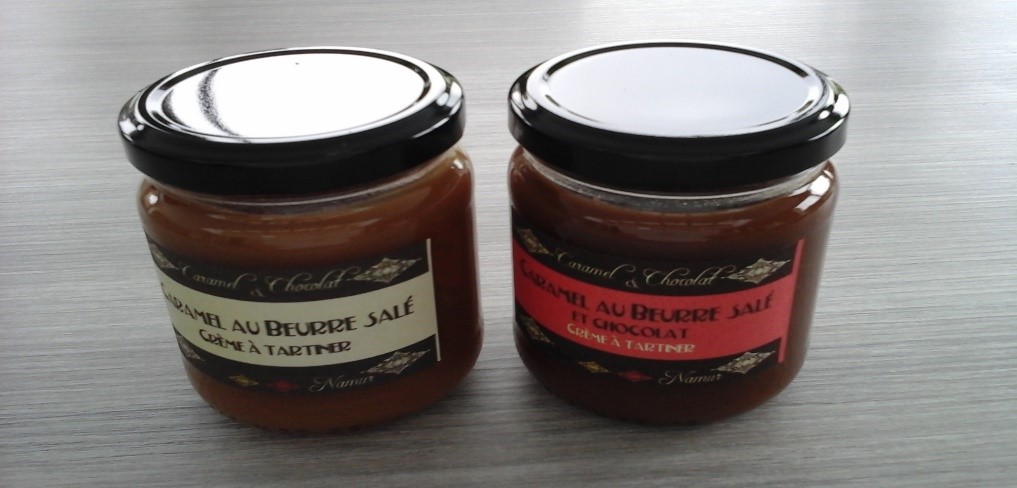 Caramel
& Chocolat
CARAMEL AU BEURRE SALÉ
CRÈME À TARTINER
Namur
Caramel
& Chocolat
CARAMEL AU BEURRE SALÉ
ET CHOCOLAT
CRÈME À TARTINER
Namur